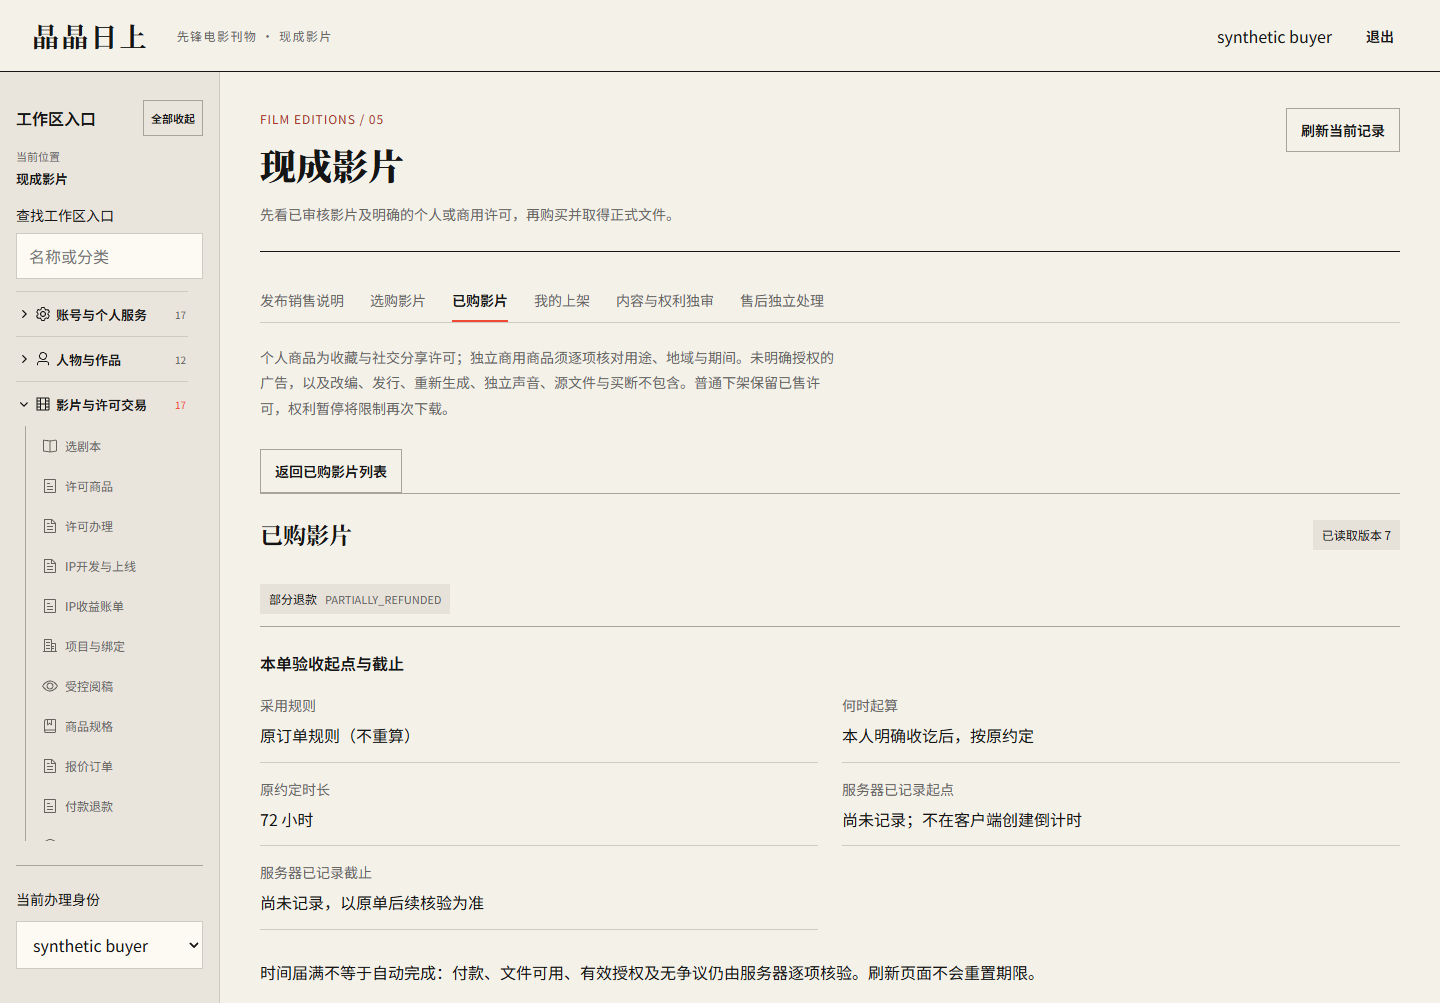 晶晶日上
先锋电影刊物 • 现成影片
synthetic buyer
退出
工作区入口
全部收起
当前位置
现成影片
查找工作区入口
名称或分类
账号与个人服务 17
人物与作品 12
影片与许可交易 17
选剧本
许可商品
许可办理
IP开发与上线
IP收益账单
项目与绑定
受控阅稿
商品规格
报价订单
付款退款
当前办理身份
synthetic buyer
FILM EDITIONS / 05
现成影片
先看已审核影片及明确的个人或商用许可，再购买并取得正式文件。
刷新当前记录
发布销售说明 选购影片 已购影片 我的上架 内容与权利独审 售后独立处理
个人商品为收藏与社交分享许可；独立商用商品须逐项核对用途、地域与期间。未明确授权的
广告，以及改编、发行、重新生成、独立声音、源文件与买断不包含。普通下架保留已售许
可，权利暂停将限制再次下载。
返回已购影片列表
已购影片
已读取版本 7
部分退款 PARTIALLY_REFUNDED
本单验收起点与截止
采用规则
原订单规则（不重算）
何时起算
本人明确收讫后，按原约定
原约定时长
72 小时
服务器已记录起点
尚未记录；不在客户端创建倒计时
服务器已记录截止
尚未记录，以原单后续核验为准
时间届满不等于自动完成：付款、文件可用、有效授权及无争议仍由服务器逐项核验。刷新页面不会重置期限。